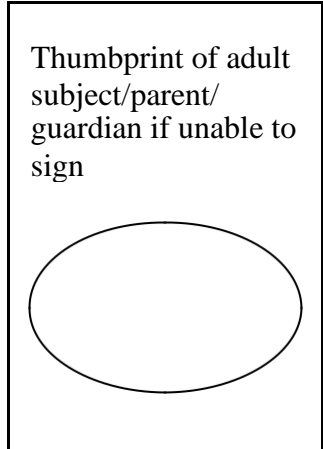 Thumbprint of adult
subject/parent/
guardian if unable to
sign